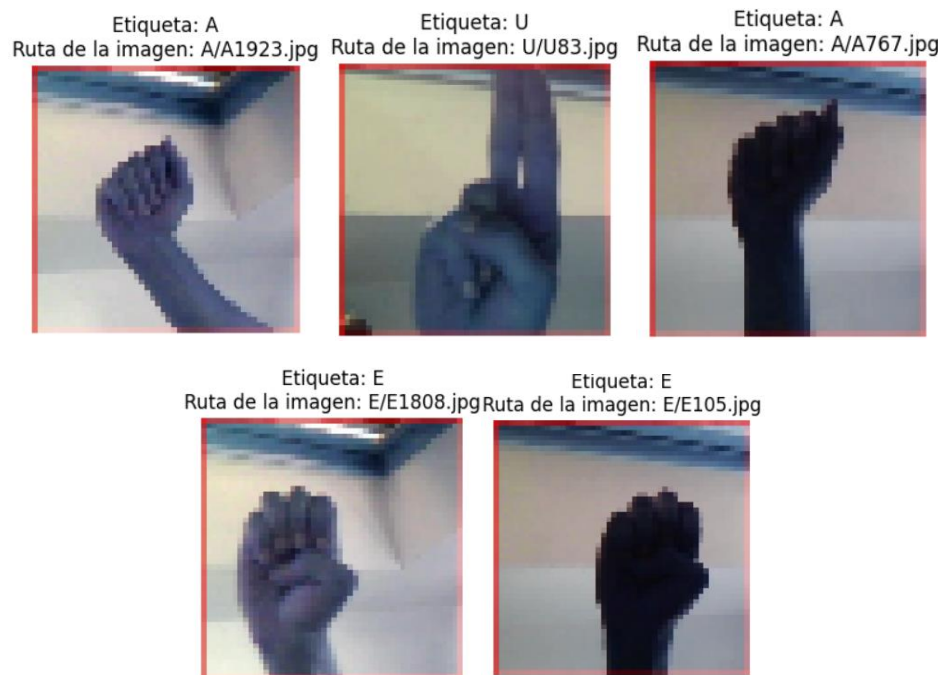 Etiqueta: A
Ruta de la imagen: A/A1923.jpg
Etiqueta: U
Ruta de la imagen: U/U83.jpg
Etiqueta: A
Ruta de la imagen: A/A767.jpg
Etiqueta: E
Ruta de la imagen: E/E1808.jpg
Etiqueta: E
Ruta de la imagen: E/E105.jpg